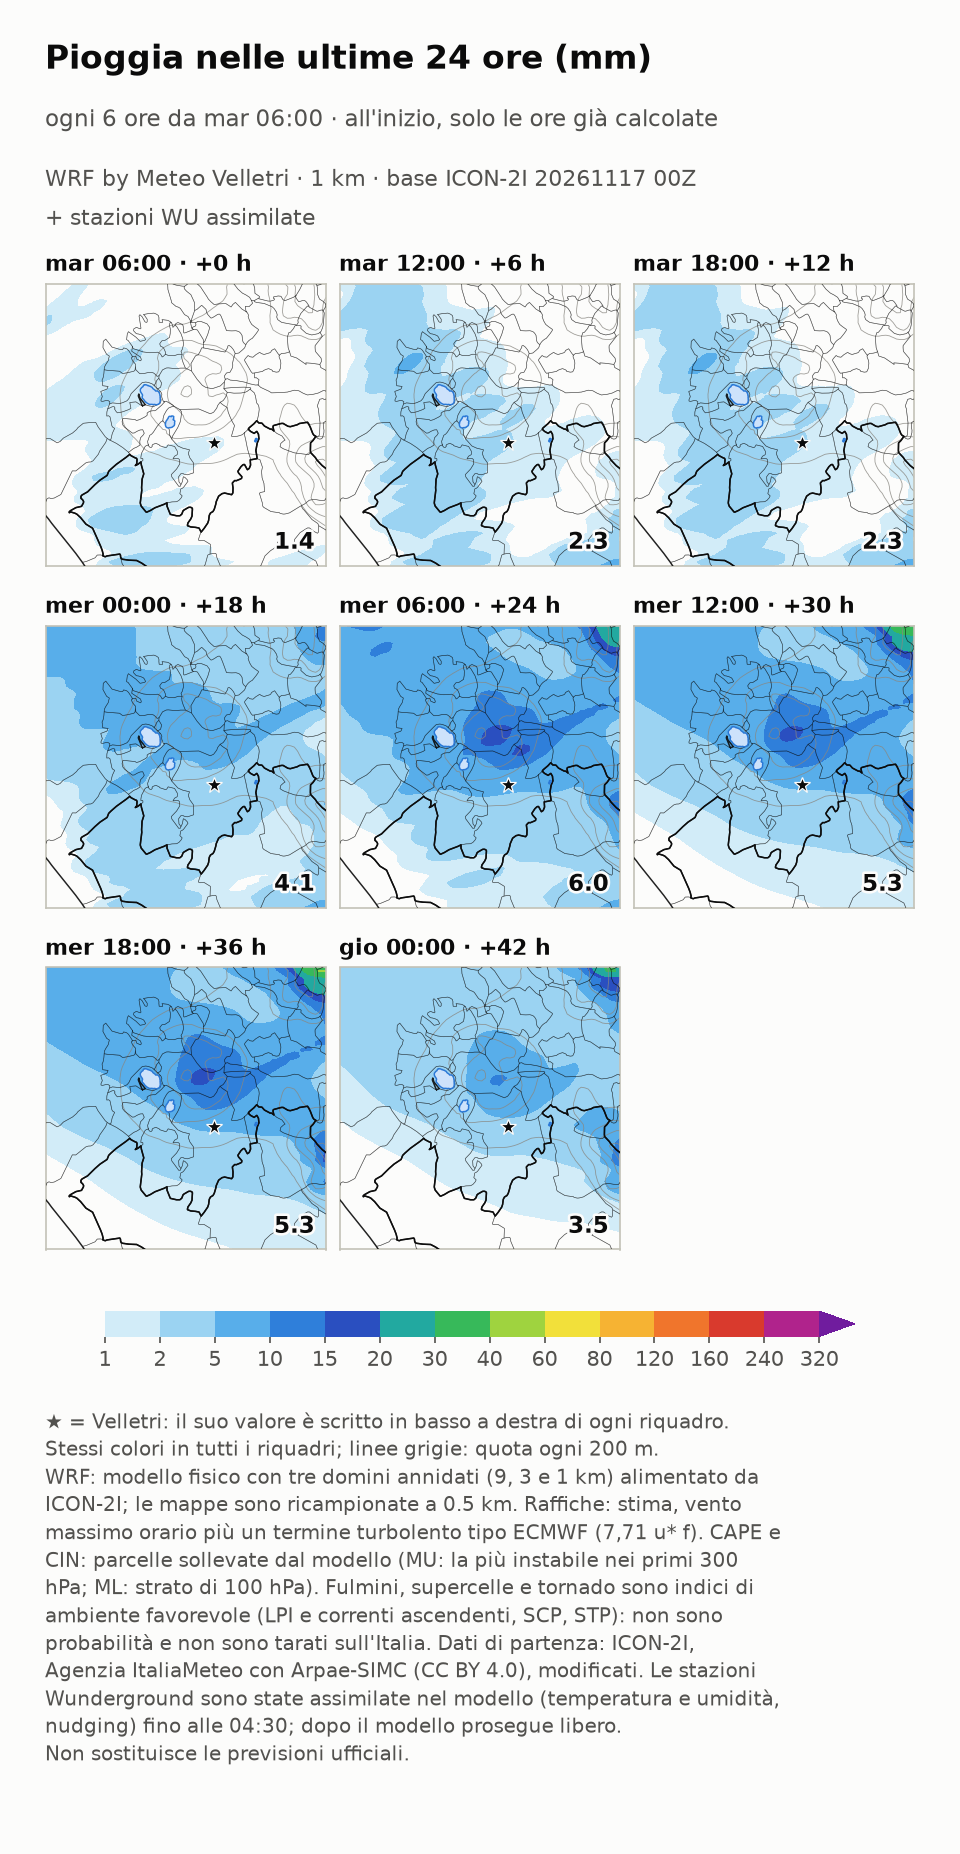 Pioggia nelle ultime 24 ore (mm)
ogni 6 ore da mar 06:00 · all'inizio, solo le ore già calcolate
WRF by Meteo Velletri · 1 km · base ICON-2I 20261117 00Z
+ stazioni WU assimilate
mar 06:00 · +0 h
mar 12:00 · +6 h
mar 18:00 · +12 h
1.4
2.3
2.3
mer 00:00 · +18 h
mer 06:00 · +24 h
mer 12:00 · +30 h
4.1
6.0
5.3
mer 18:00 · +36 h
gio 00:00 · +42 h
5.3
3.5
1 2 5 10 15 20 30 40 60 80 120 160 240 320
★ = Velletri: il suo valore è scritto in basso a destra di ogni riquadro.
Stessi colori in tutti i riquadri; linee grigie: quota ogni 200 m.
WRF: modello fisico con tre domini annidati (9, 3 e 1 km) alimentato da
ICON-2I; le mappe sono ricampionate a 0.5 km. Raffiche: stima, vento
massimo orario più un termine turbolento tipo ECMWF (7,71 u* f). CAPE e
CIN: parcelle sollevate dal modello (MU: la più instabile nei primi 300
hPa; ML: strato di 100 hPa). Fulmini, supercelle e tornado sono indici di
ambiente favorevole (LPI e correnti ascendenti, SCP, STP): non sono
probabilità e non sono tarati sull'Italia. Dati di partenza: ICON-2I,
Agenzia ItaliaMeteo con Arpae-SIMC (CC BY 4.0), modificati. Le stazioni
Wunderground sono state assimilate nel modello (temperatura e umidità,
nudging) fino alle 04:30; dopo il modello prosegue libero.
Non sostituisce le previsioni ufficiali.